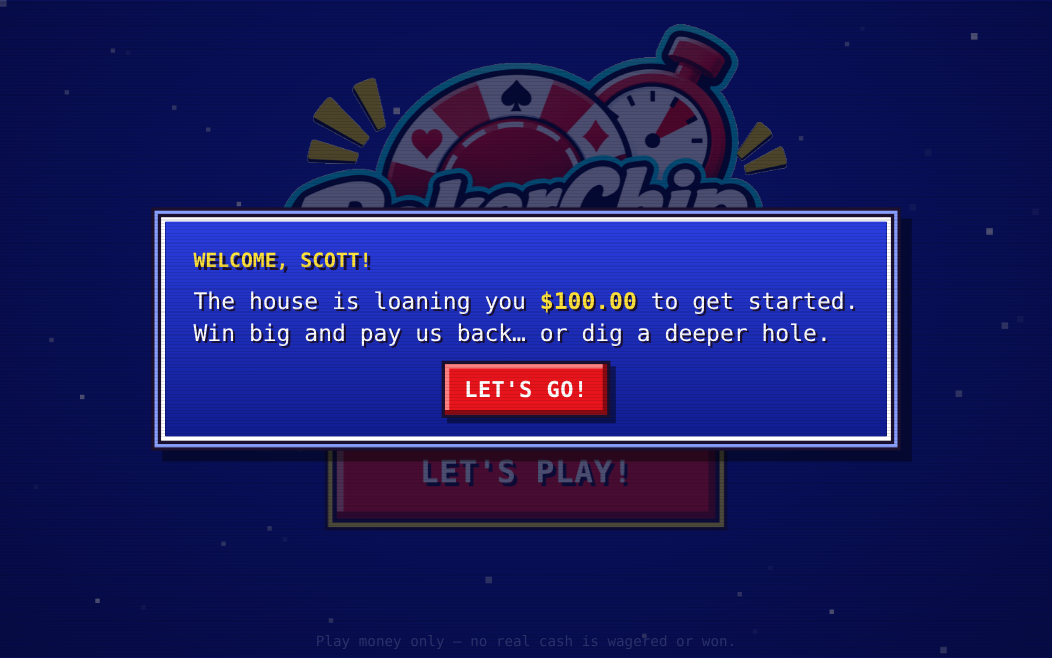 PokerChip
WELCOME, SCOTT!
The house is loaning you $100.00 to get started.
Win big and pay us back… or dig a deeper hole.
LET'S GO!
LET'S PLAY!
Play money only — no real cash is wagered or won.